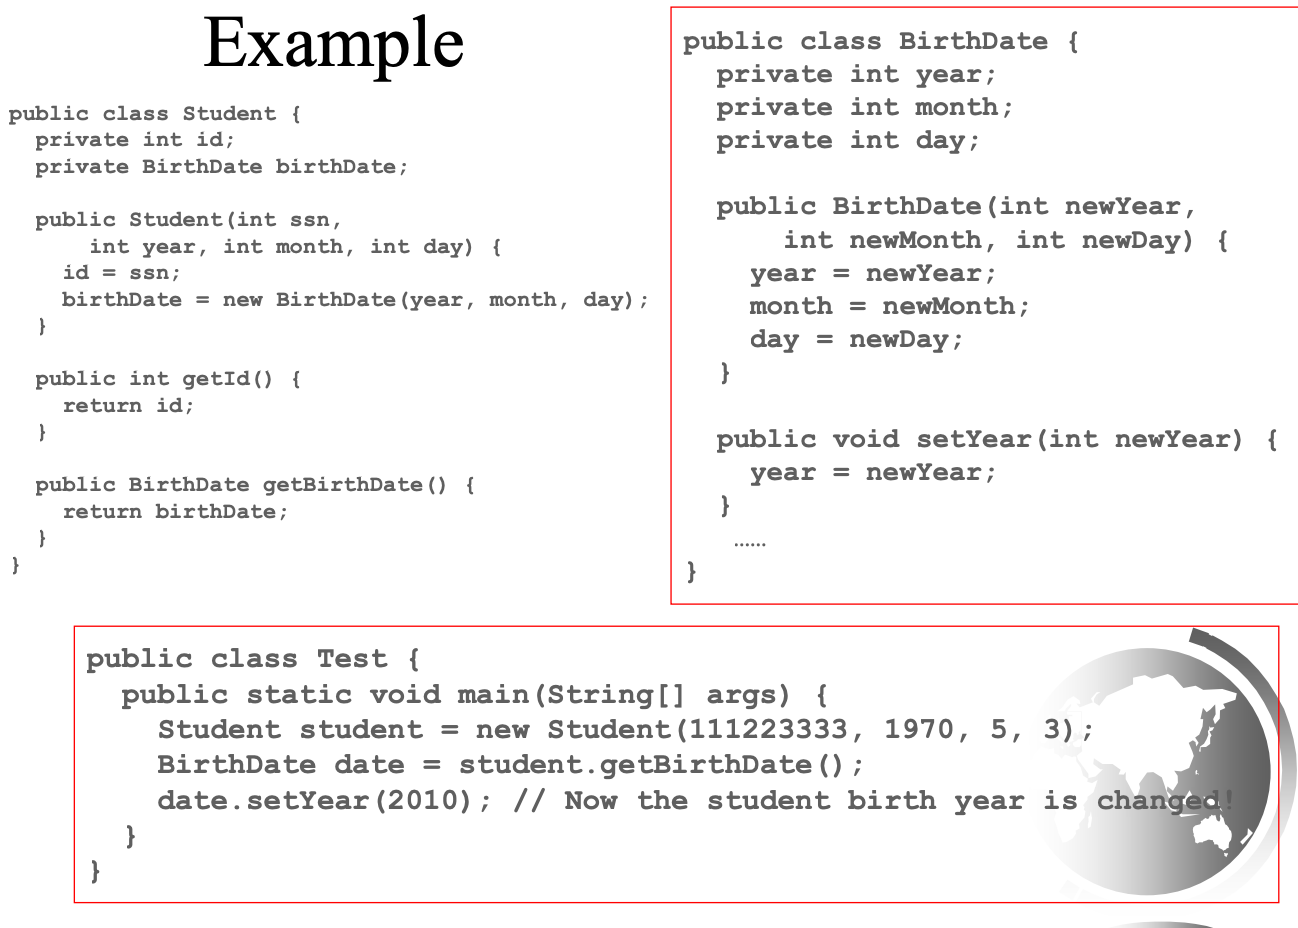 Example
public class Student {
  private int id;
  private BirthDate birthDate;

  public Student(int ssn,
      int year, int month, int day) {
    id = ssn;
    birthDate = new BirthDate(year, month, day);
  }

  public int getId() {
    return id;
  }

  public BirthDate getBirthDate() {
    return birthDate;
  }
}
public class BirthDate {
  private int year;
  private int month;
  private int day;

  public BirthDate(int newYear,
      int newMonth, int newDay) {
    year = newYear;
    month = newMonth;
    day = newDay;
  }

  public void setYear(int newYear) {
    year = newYear;
  }
   ......
}
public class Test {
  public static void main(String[] args) {
    Student student = new Student(111223333, 1970, 5, 3);
    BirthDate date = student.getBirthDate();
    date.setYear(2010); // Now the student birth year is changed!
  }
}